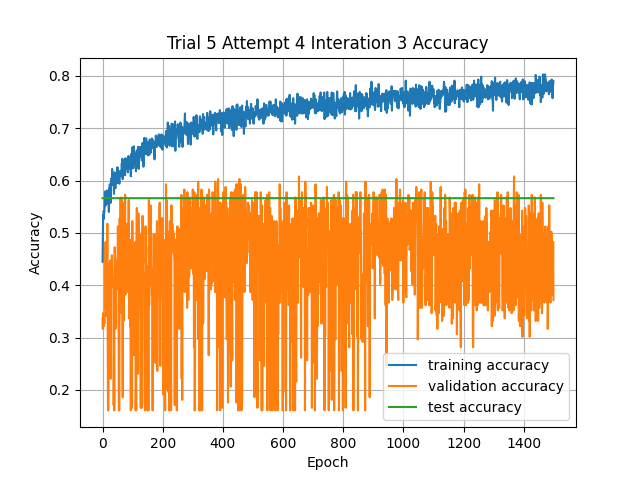 Trial 5 Attempt 4 Interation 3 Accuracy
0.8
0.7
0.6
0.5
0.4
0.3
0.2
Accuracy
training accuracy
validation accuracy
test accuracy
0 200 400 600 800 1000 1200 1400
Epoch